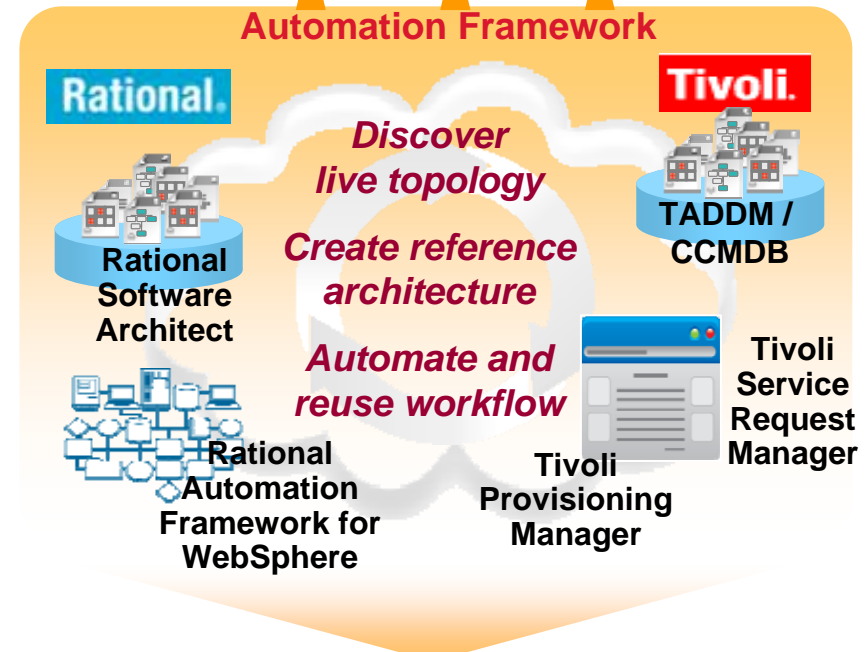 Automation Framework
Rational.
Tivoli.
Discover
live topology
Create reference
architecture
Automate and
reuse workflow
Rational
Software
Architect
TADDM /
CCMDB
Rational
Automation
Framework for
WebSphere
Tivoli
Provisioning
Manager
Tivoli
Service
Request
Manager